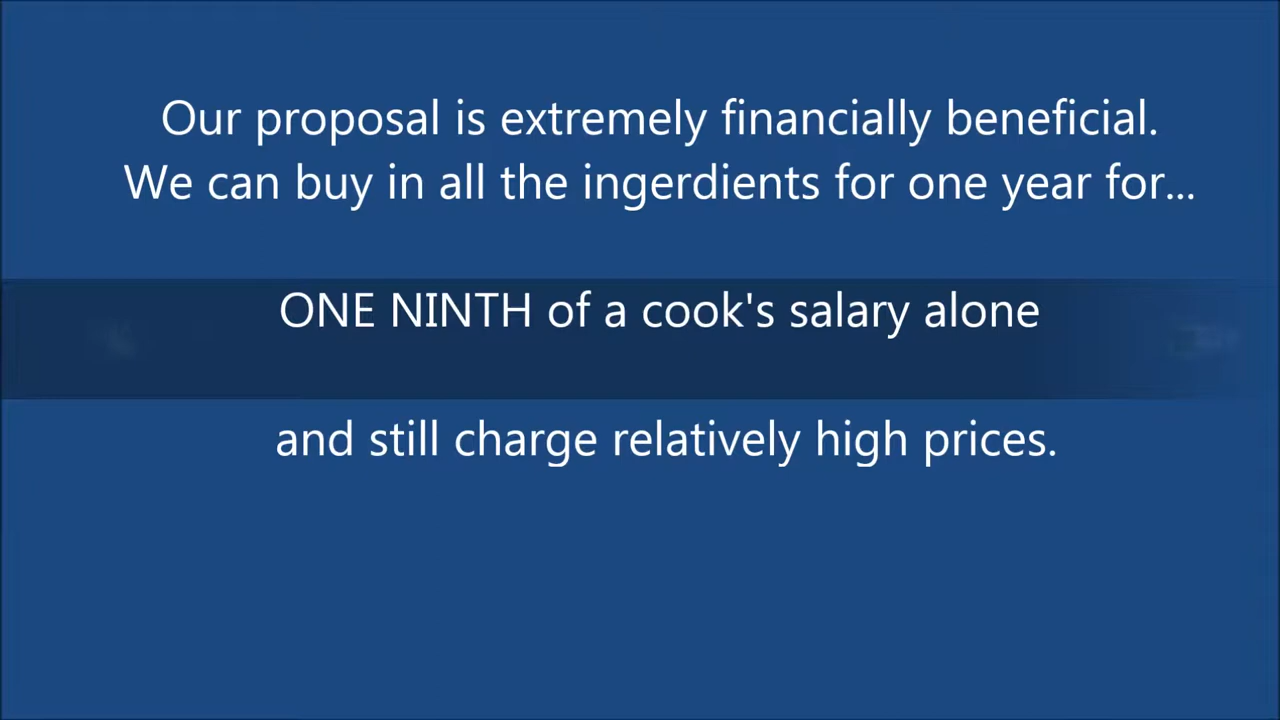 Our proposal is extremely financially beneficial.
We can buy in all the ingerdients for one year for...
ONE NINTH of a cook's salary alone
and still charge relatively high prices.